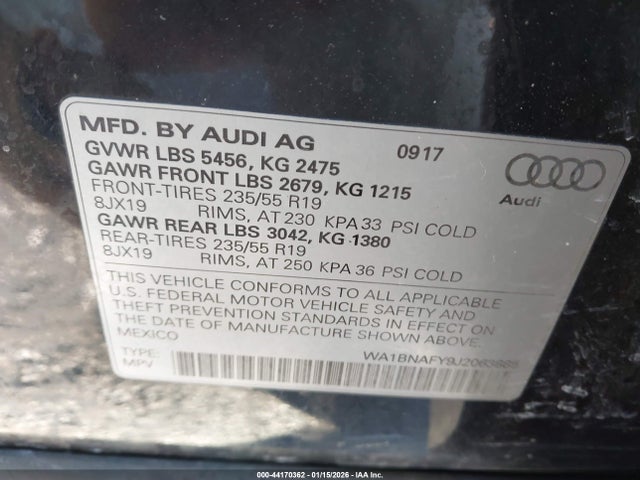 MFD. BY AUDI AG 0917
GVWR LBS 5456, KG 2475
GAWR FRONT LBS 2679, KG 1215
FRONT-TIRES 235/55 R19
8JX19 RIMS, AT 230 KPA 33 PSI COLD
GAWR REAR LBS 3042, KG 1380
REAR-TIRES 235/55 R19
8JX19 RIMS, AT 250 KPA 36 PSI COLD
Audi
THIS VEHICLE CONFORMS TO ALL APPLICABLE
U.S. FEDERAL MOTOR VEHICLE SAFETY AND
THEFT PREVENTION STANDARDS IN EFFECT ON
THE DATE OF MANUFACTURE SHOWN ABOVE.
MEXICO
TYPE:
MPV
000-44170362 - 01/15/2026 - IAA Inc.